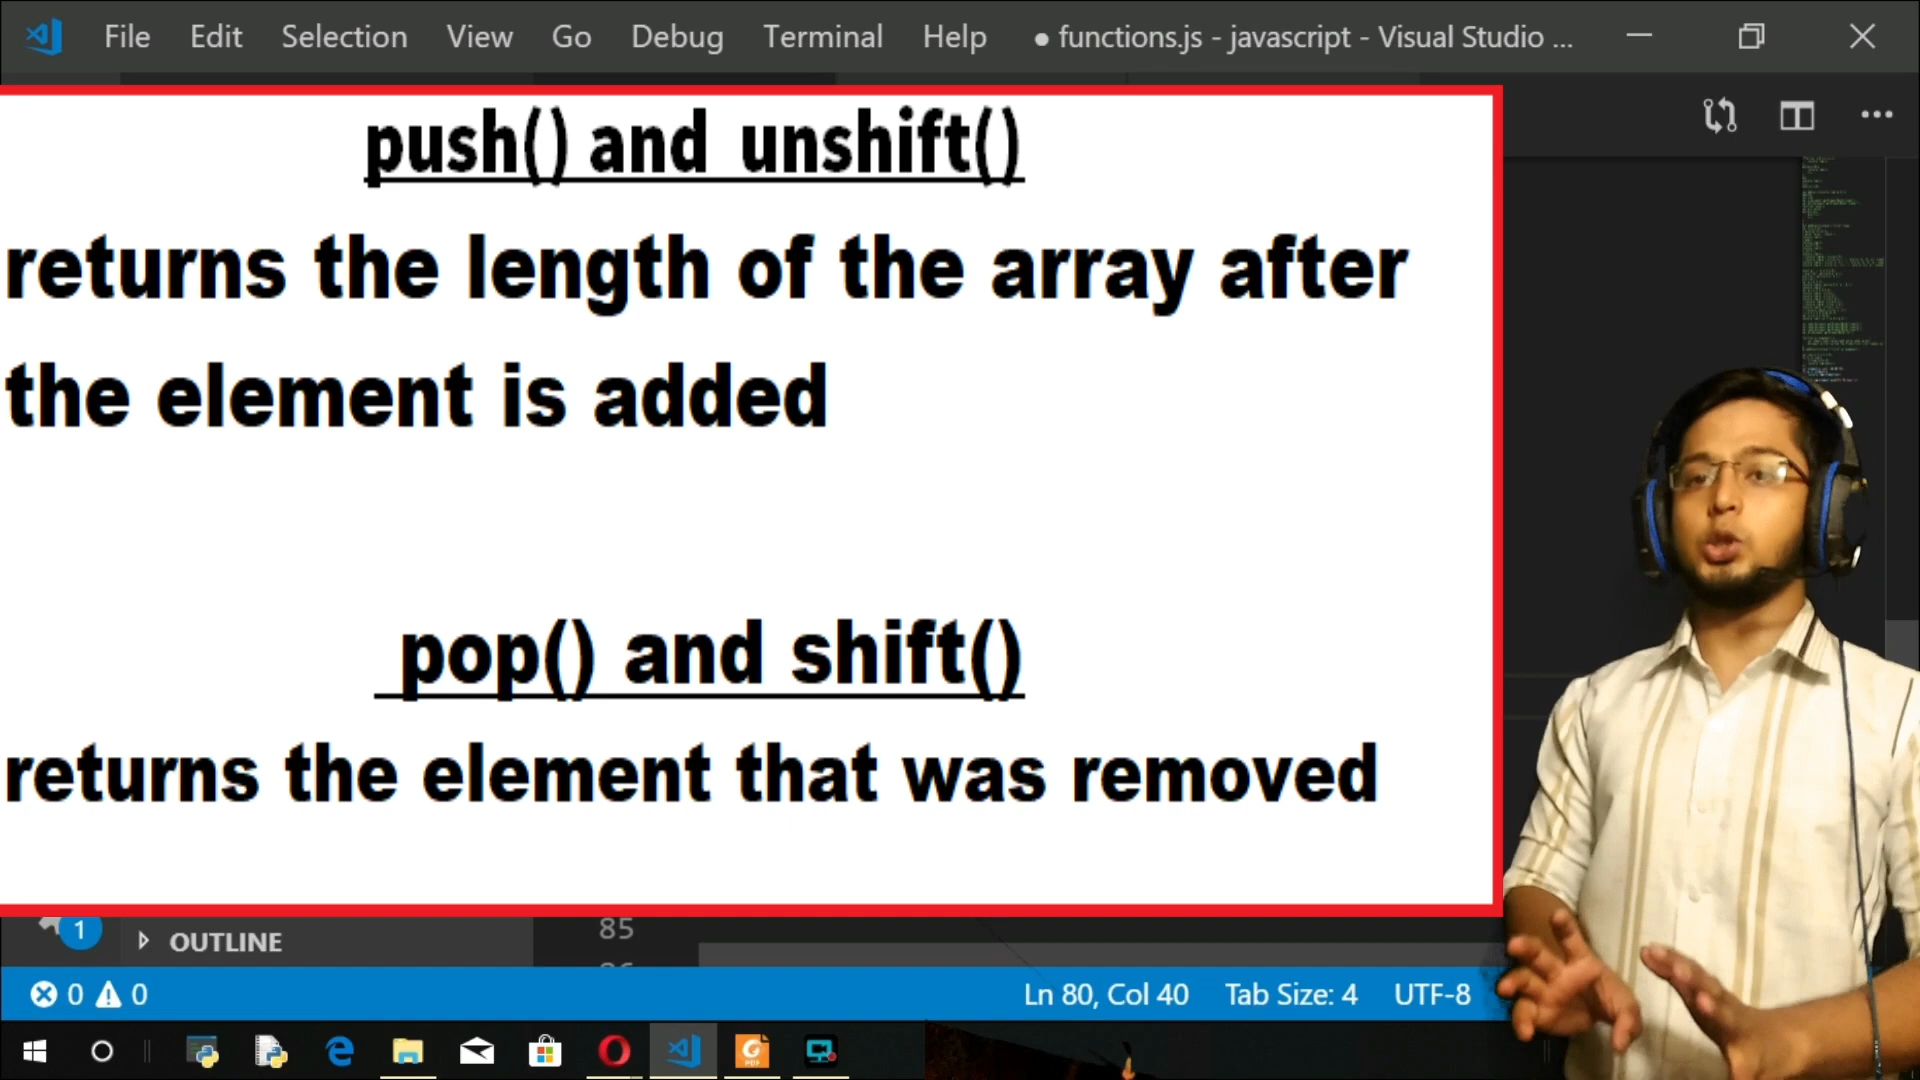 File Edit Selection View Go Debug Terminal Help ● functions.js - javascript - Visual Studio ...
push() and unshift()
returns the length of the array after
the element is added
pop() and shift()
returns the element that was removed
1 OUTLINE 85
0 0 Ln 80, Col 40 Tab Size: 4 UTF-8